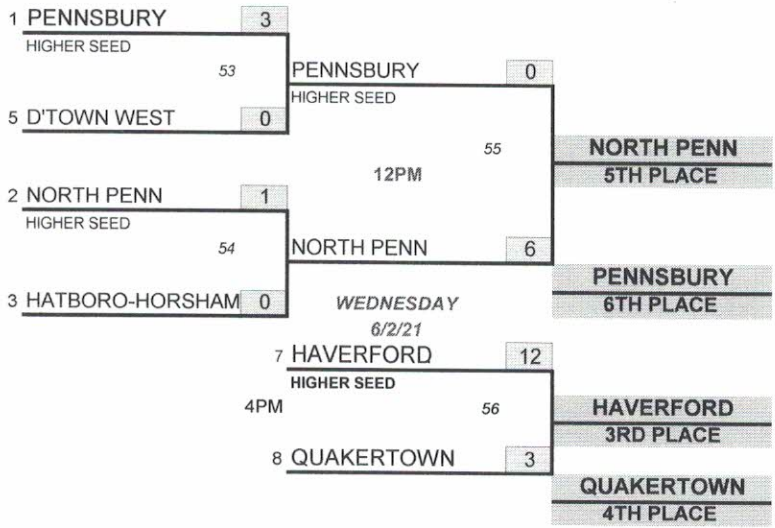 1 PENNSBURY 3
HIGHER SEED
53
PENNSBURY 0
HIGHER SEED
5 D'TOWN WEST 0
55
NORTH PENN
5TH PLACE
12PM
2 NORTH PENN 1
HIGHER SEED
54
NORTH PENN 6
PENNSBURY
6TH PLACE
3 HATBORO-HORSHAM 0
WEDNESDAY
6/2/21
7 HAVERFORD 12
HIGHER SEED
4PM
56
HAVERFORD
3RD PLACE
8 QUAKERTOWN 3
QUAKERTOWN
4TH PLACE